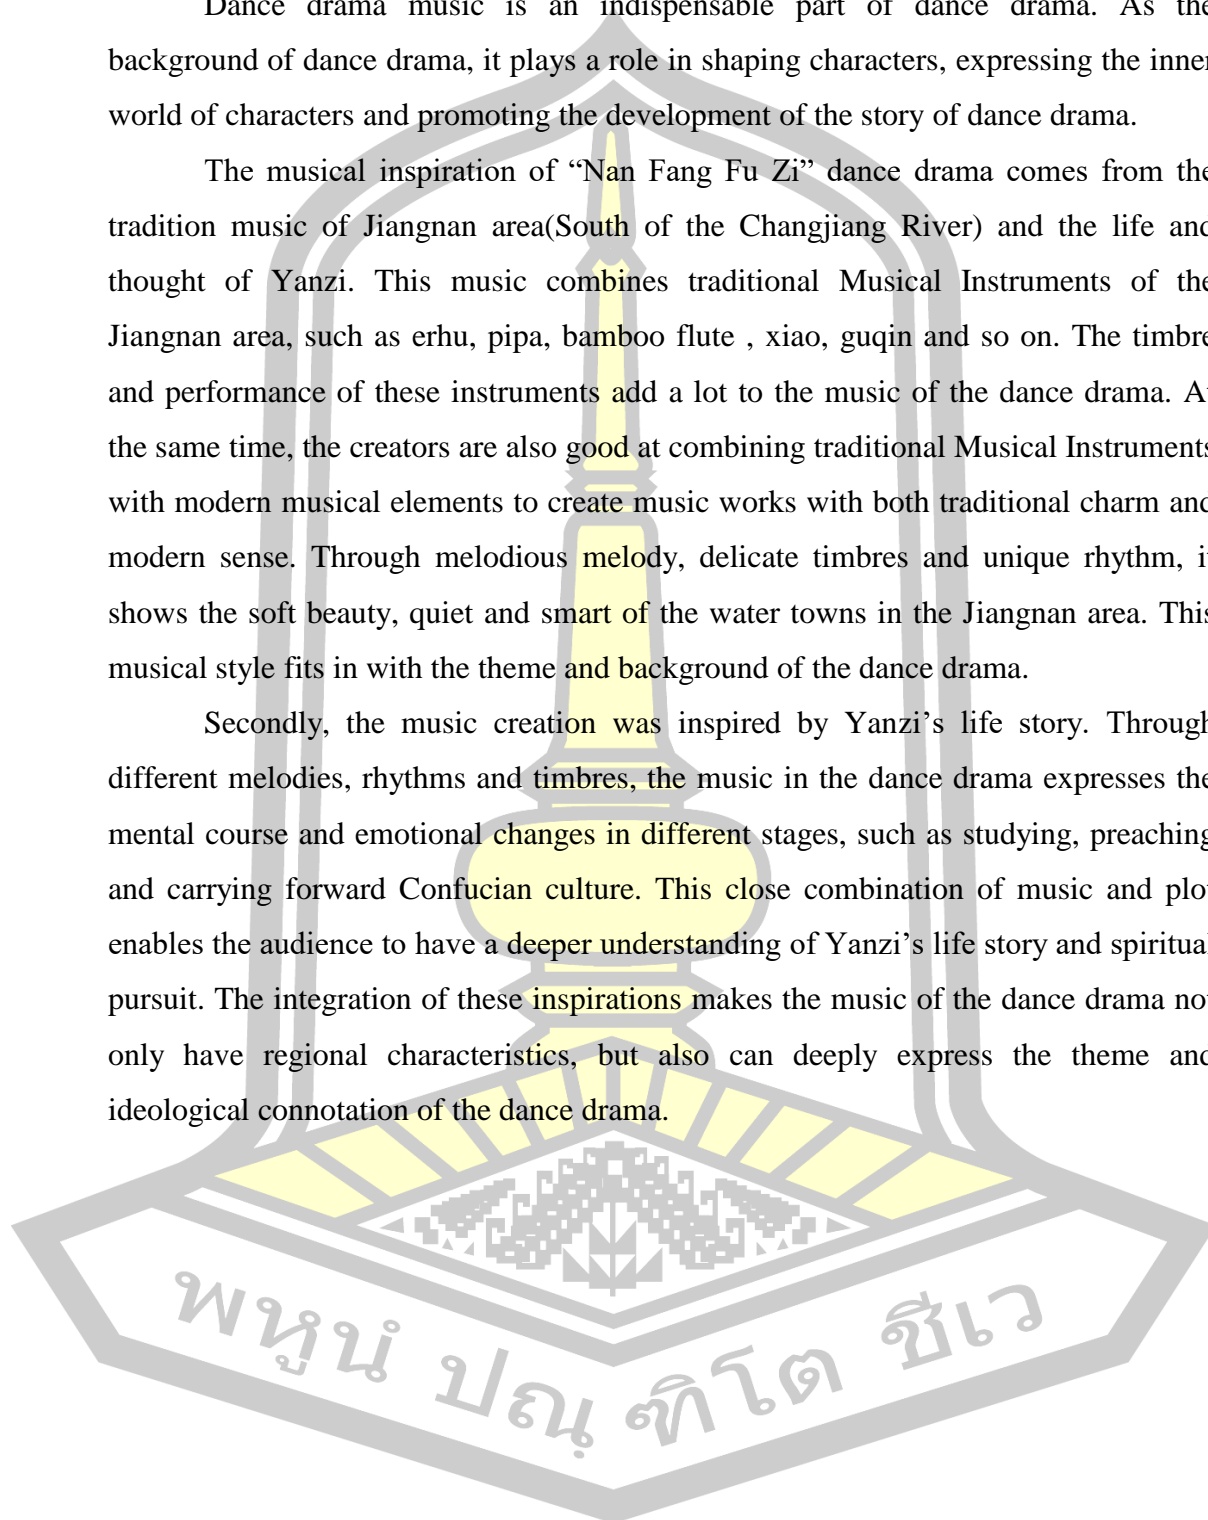 Dance drama music is an indispensable part of dance drama. As the
background of dance drama, it plays a role in shaping characters, expressing the inner
world of characters and promoting the development of the story of dance drama.
The musical inspiration of “Nan Fang Fu Zi” dance drama comes from the
tradition music of Jiangnan area(South of the Changjiang River) and the life and
thought of Yanzi. This music combines traditional Musical Instruments of the
Jiangnan area, such as erhu, pipa, bamboo flute , xiao, guqin and so on. The timbre
and performance of these instruments add a lot to the music of the dance drama. At
the same time, the creators are also good at combining traditional Musical Instruments
with modern musical elements to create music works with both traditional charm and
modern sense. Through melodious melody, delicate timbres and unique rhythm, it
shows the soft beauty, quiet and smart of the water towns in the Jiangnan area. This
musical style fits in with the theme and background of the dance drama.
Secondly, the music creation was inspired by Yanzi’s life story. Through
different melodies, rhythms and timbres, the music in the dance drama expresses the
mental course and emotional changes in different stages, such as studying, preaching
and carrying forward Confucian culture. This close combination of music and plot
enables the audience to have a deeper understanding of Yanzi’s life story and spiritual
pursuit. The integration of these inspirations makes the music of the dance drama not
only have regional characteristics, but also can deeply express the theme and
ideological connotation of the dance drama.
พหูนํ ปณฺฑิโต ชีเว